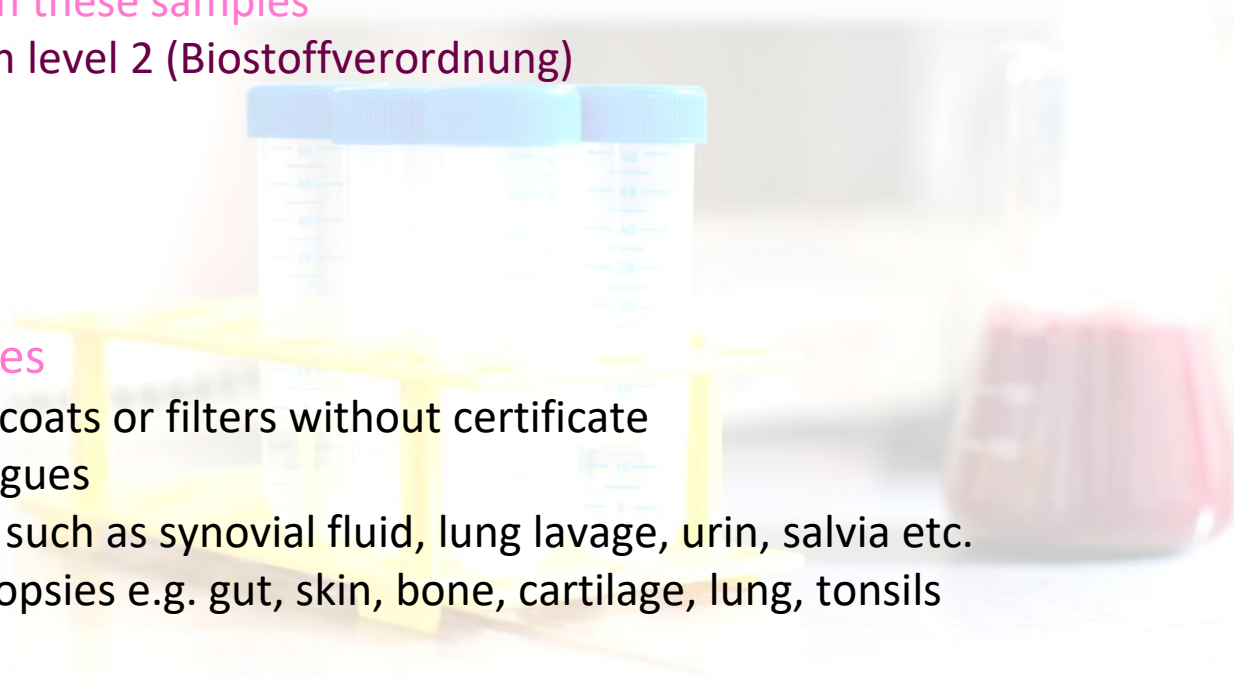 these samples
level 2 (Biostoffverordnung)
es
coats or filters without certificate
gues
such as synovial fluid, lung lavage, urin, salvia etc.
opsies e.g. gut, skin, bone, cartilage, lung, tonsils